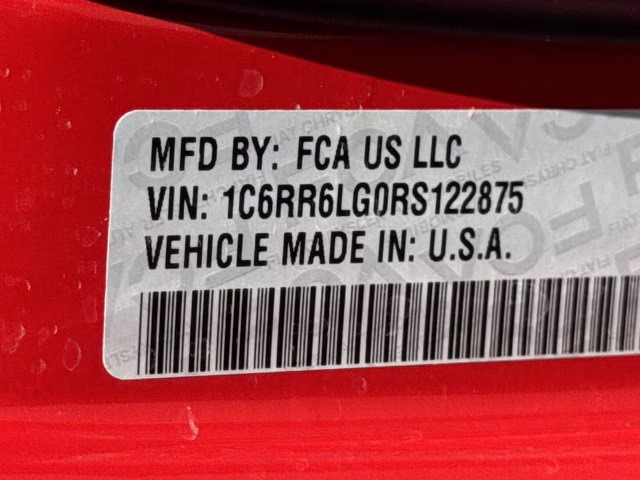 MFD BY: FCA US LLC
VIN: 1C6RR6LG0RS122875
VEHICLE MADE IN: U.S.A.